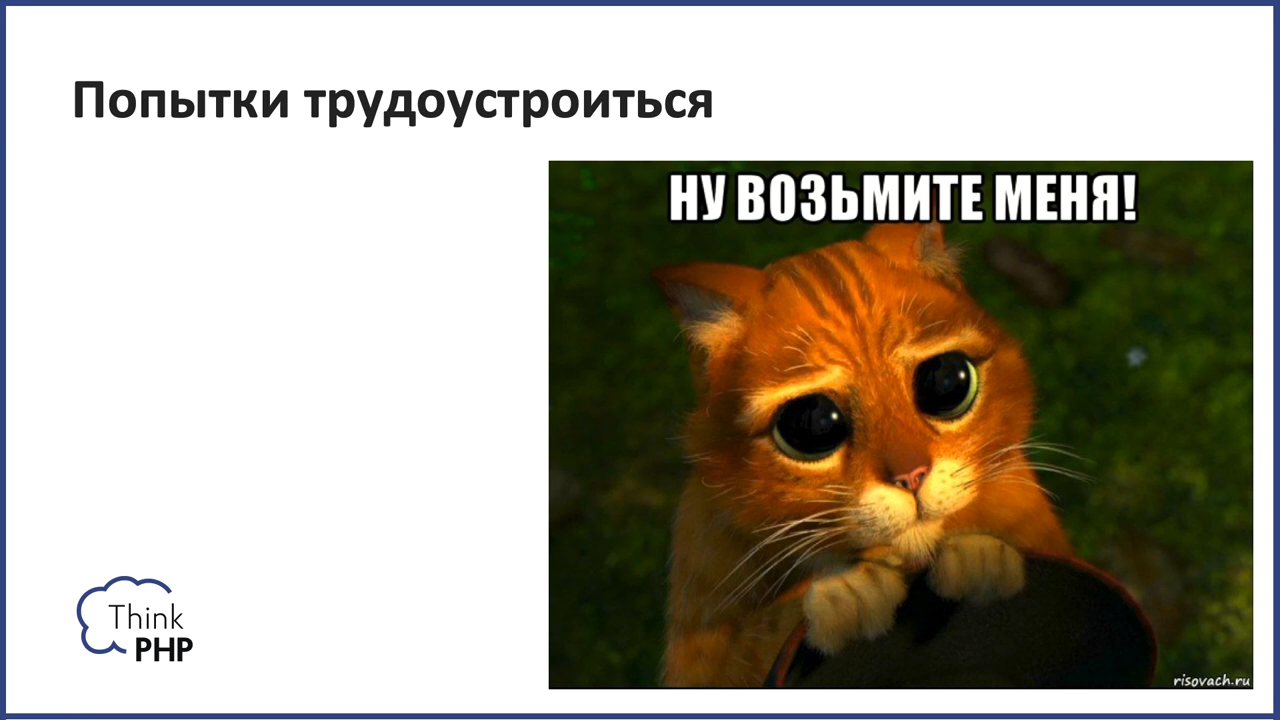 Попытки трудоустроиться
НУ ВОЗЬМИТЕ МЕНЯ!
Think
PHP
risovach.ru